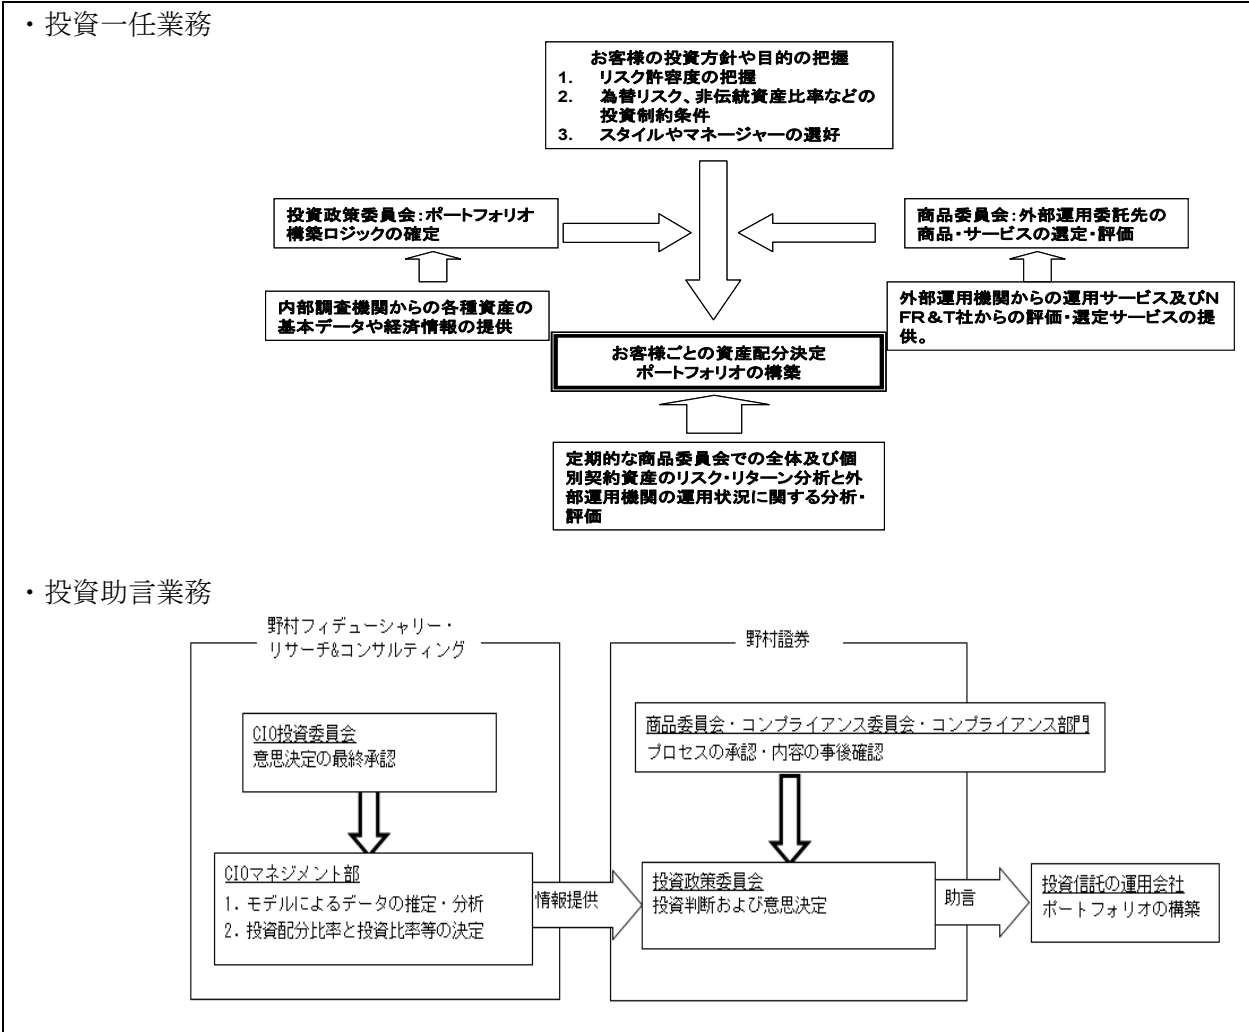 ・投資一任業務
お客様の投資方針や目的の把握
1. リスク許容度の把握
2. 為替リスク、非伝統資産比率などの
投資制約条件
3. スタイルやマネージャーの選好
投資政策委員会：ポートフォリオ
構築ロジックの確定
商品委員会：外部運用委託先の
商品・サービスの選定・評価
内部調査機関からの各種資産の
基本データや経済情報の提供
外部運用機関からの運用サービス及びN
FR＆T社からの評価・選定サービスの提
供。
お客様ごとの資産配分決定
ポートフォリオの構築
定期的な商品委員会での全体及び個
別契約資産のリスク・リターン分析と外
部運用機関の運用状況に関する分析・
評価
・投資助言業務
野村フィデューシャリー・
リサーチ&コンサルティング
野村證券
CIO投資委員会
意思決定の最終承認
商品委員会・コンプライアンス委員会・コンプライアンス部門
プロセスの承認・内容の事後確認
CIOマネジメント部
1. モデルによるデータの推定・分析
2. 投資配分比率と投資比率等の決定
情報提供
投資政策委員会
投資判断および意思決定
助言
投資信託の運用会社
ポートフォリオの構築